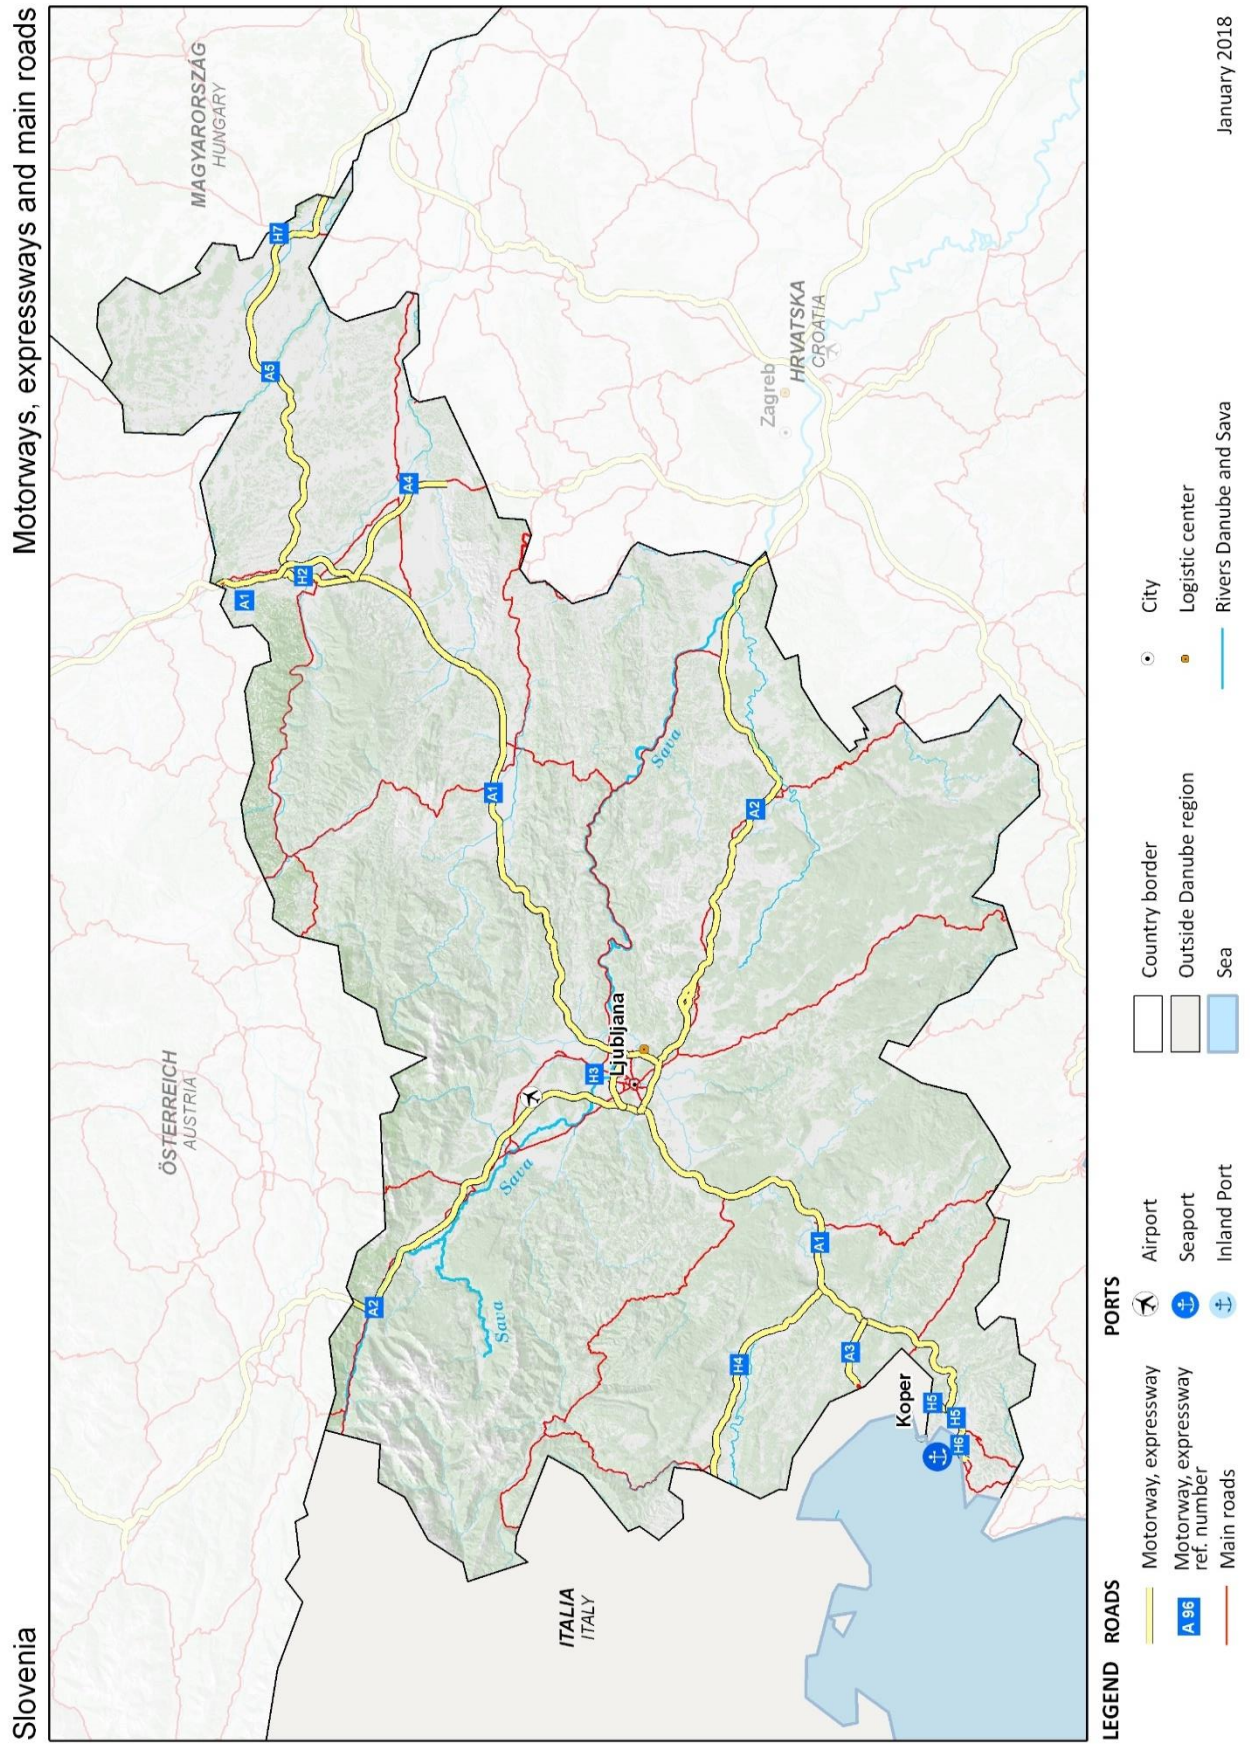 Slovenia
Motorways, expressways and main roads
MAGYARORSZÁG
HUNGARY
ÖSTERREICH
AUSTRIA
ITALIA
ITALY
HRVATSKA
CROATIA
Zagreb
Ljubljana
Koper
Sava
Sava
Sava
A1
H2
A5
H7
A4
A1
A2
H3
A2
A1
H4
A3
H5
H5
H6
LEGEND
ROADS
Motorway, expressway
A 96
Motorway, expressway
ref. number
Main roads
PORTS
Airport
Seaport
Inland Port
Country border
Outside Danube region
Sea
City
Logistic center
Rivers Danube and Sava
January 2018